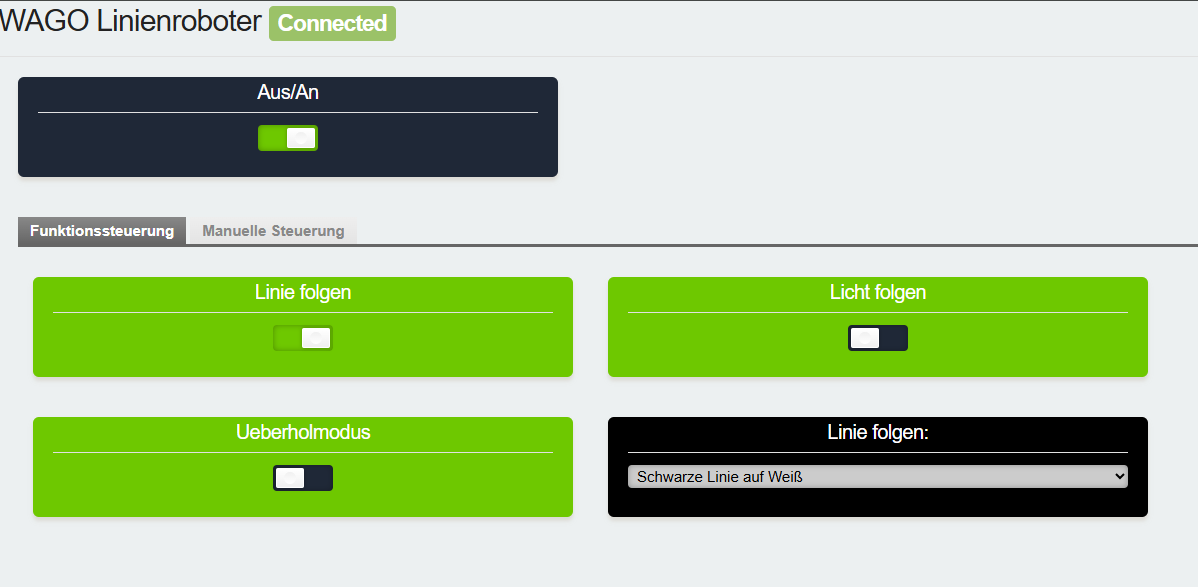 WAGO Linienroboter Connected
Aus/An
Funktionssteuerung Manuelle Steuerung
Linie folgen
Licht folgen
Ueberholmodus
Linie folgen:
Schwarze Linie auf Weiß